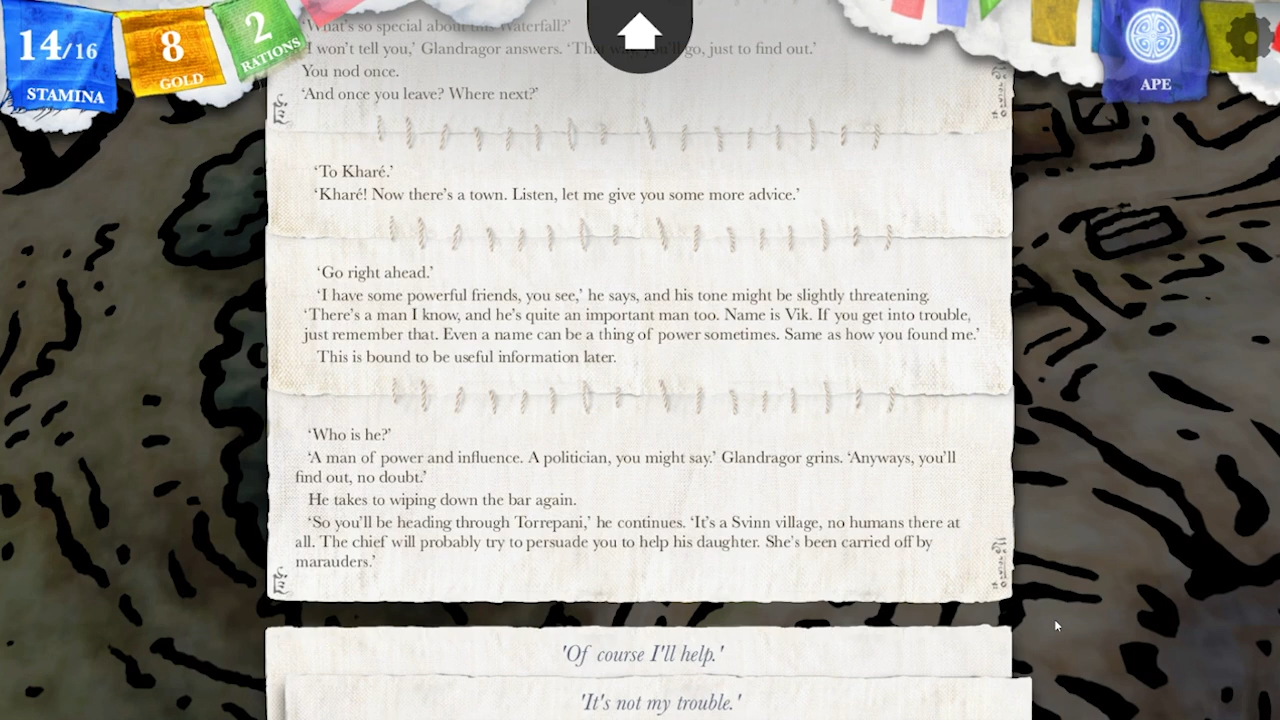 14/16
STAMINA
8
GOLD
2
RATIONS
APE
‘What’s so special about this Waterfall?’
‘I won’t tell you,’ Glandragor answers. ‘That way you’ll go, just to find out.’
You nod once.
‘And once you leave? Where next?’
‘To Kharé.’
‘Kharé! Now there’s a town. Listen, let me give you some more advice.’
‘Go right ahead.’
‘I have some powerful friends, you see,’ he says, and his tone might be slightly threatening.
‘There’s a man I know, and he’s quite an important man too. Name is Vik. If you get into trouble,
just remember that. Even a name can be a thing of power sometimes. Same as how you found me.’
This is bound to be useful information later.
‘Who is he?’
‘A man of power and influence. A politician, you might say.’ Glandragor grins. ‘Anyways, you’ll
find out, no doubt.’
He takes to wiping down the bar again.
‘So you’ll be heading through Torrepani,’ he continues. ‘It’s a Svinn village, no humans there at
all. The chief will probably try to persuade you to help his daughter. She’s been carried off by
marauders.’
'Of course I'll help.'
'It's not my trouble.'